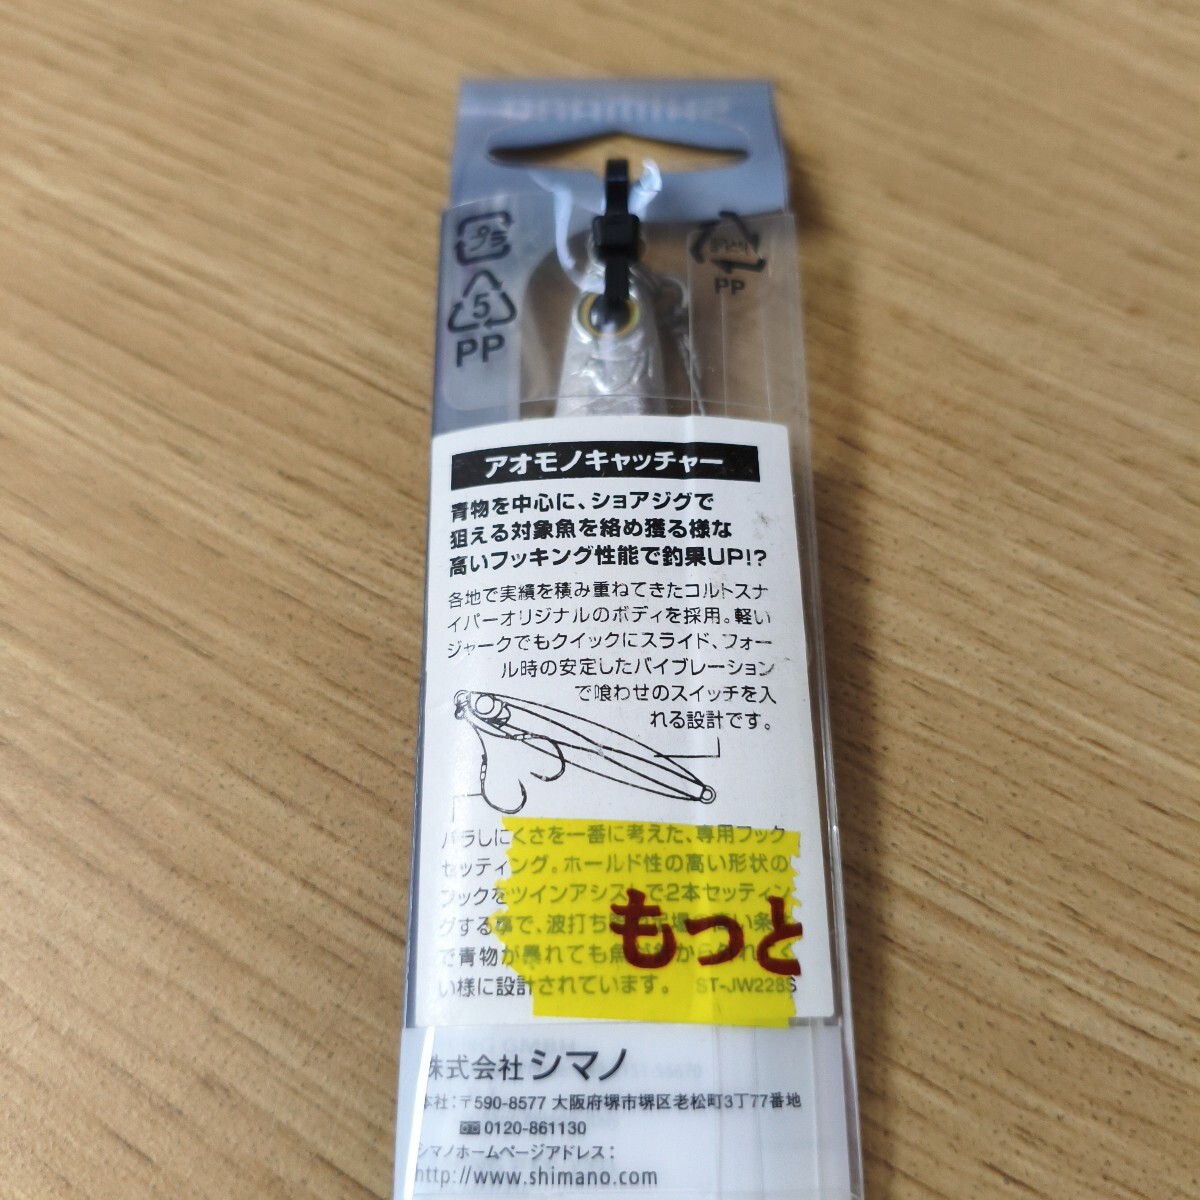 SHIMANO
プラ
5
PP
PP
アオモノキャッチャー
青物を中心に、ショアジグで
狙える対象魚を絡め獲る様な
高いフッキング性能で釣果UP!?
各地で実績を積み重ねてきたコルトスナ
イパーオリジナルのボディを採用。軽い
ジャークでもクイックにスライド、フォー
ル時の安定したバイブレーション
で喰わせのスイッチを入
れる設計です。
バラしにくさを一番に考えた、専用フック
セッティング。ホールド性の高い形状の
フックをツインアシストで2本セッティン
グする事で、波打ち
で青物が暴れても魚
い様に設計されています。 ST-JW228S
もっと
株式会社 シマノ
本社:〒590-8577 大阪府堺市堺区老松町3丁77番地
0120-861130
シマノホームページアドレス:
http://www.shimano.com